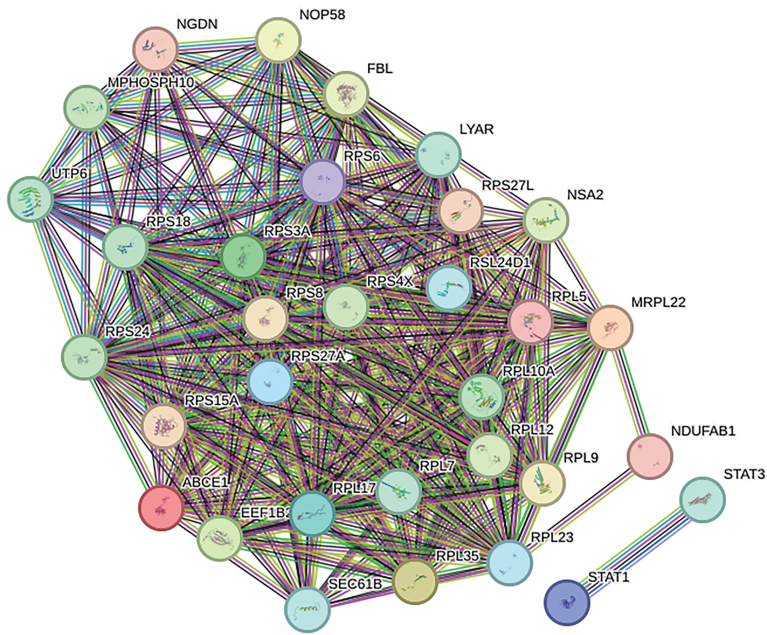 NGDN
NOP58
MPHOSPH10
FBL
LYAR
RPS6
UTP6
RPS27L
NSA2
RPS18
RPS3A
RSL24D1
RPS8
RPS4X
RPL5
MRPL22
RPS24
RPS27A
RPL10A
RPS15A
RPL12
NDUFAB1
RPL9
STAT3
RPL7
ABCE1
RPL17
EEF1B2
RPL23
RPL35
STAT1
SEC61B